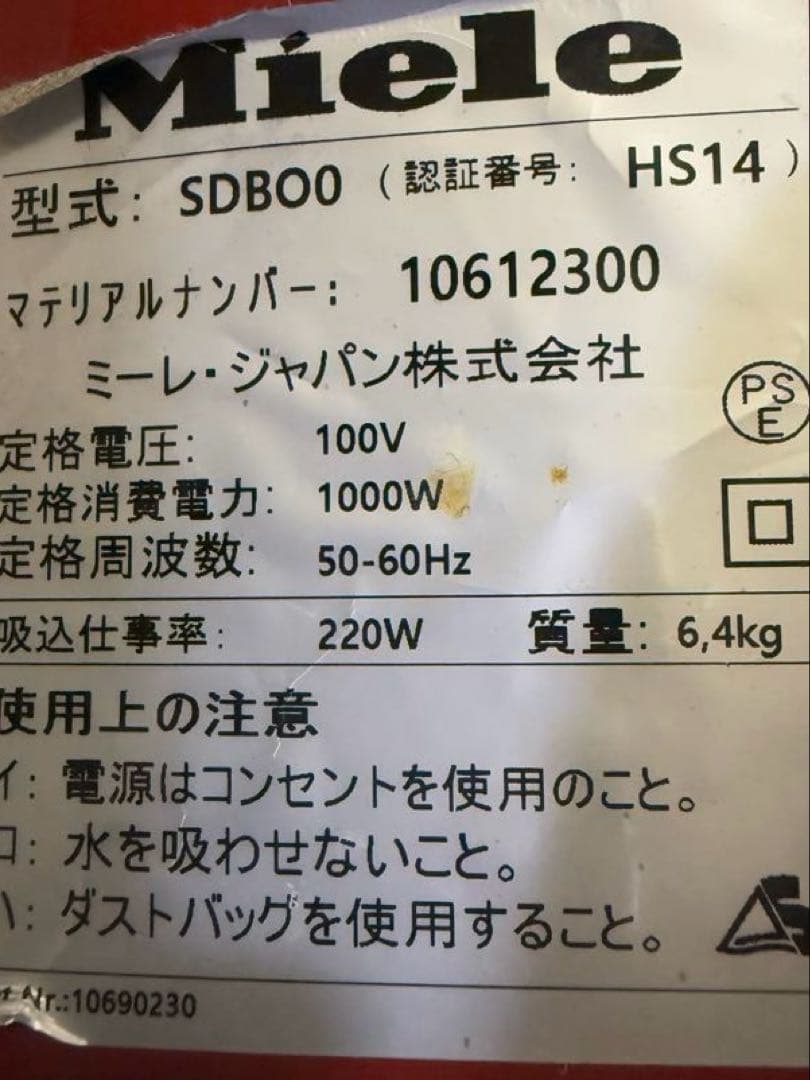 Miele
型式: SDBO0 (認証番号: HS14)
マテリアルナンバー: 10612300
ミーレ・ジャパン株式会社
PS
E
定格電圧: 100V
定格消費電力: 1000W
定格周波数: 50-60Hz
吸込仕事率: 220W 質量: 6,4kg
使用上の注意
イ: 電源はコンセントを使用のこと。
ロ: 水を吸わせないこと。
ハ: ダストバッグを使用すること。
Nr.:10690230